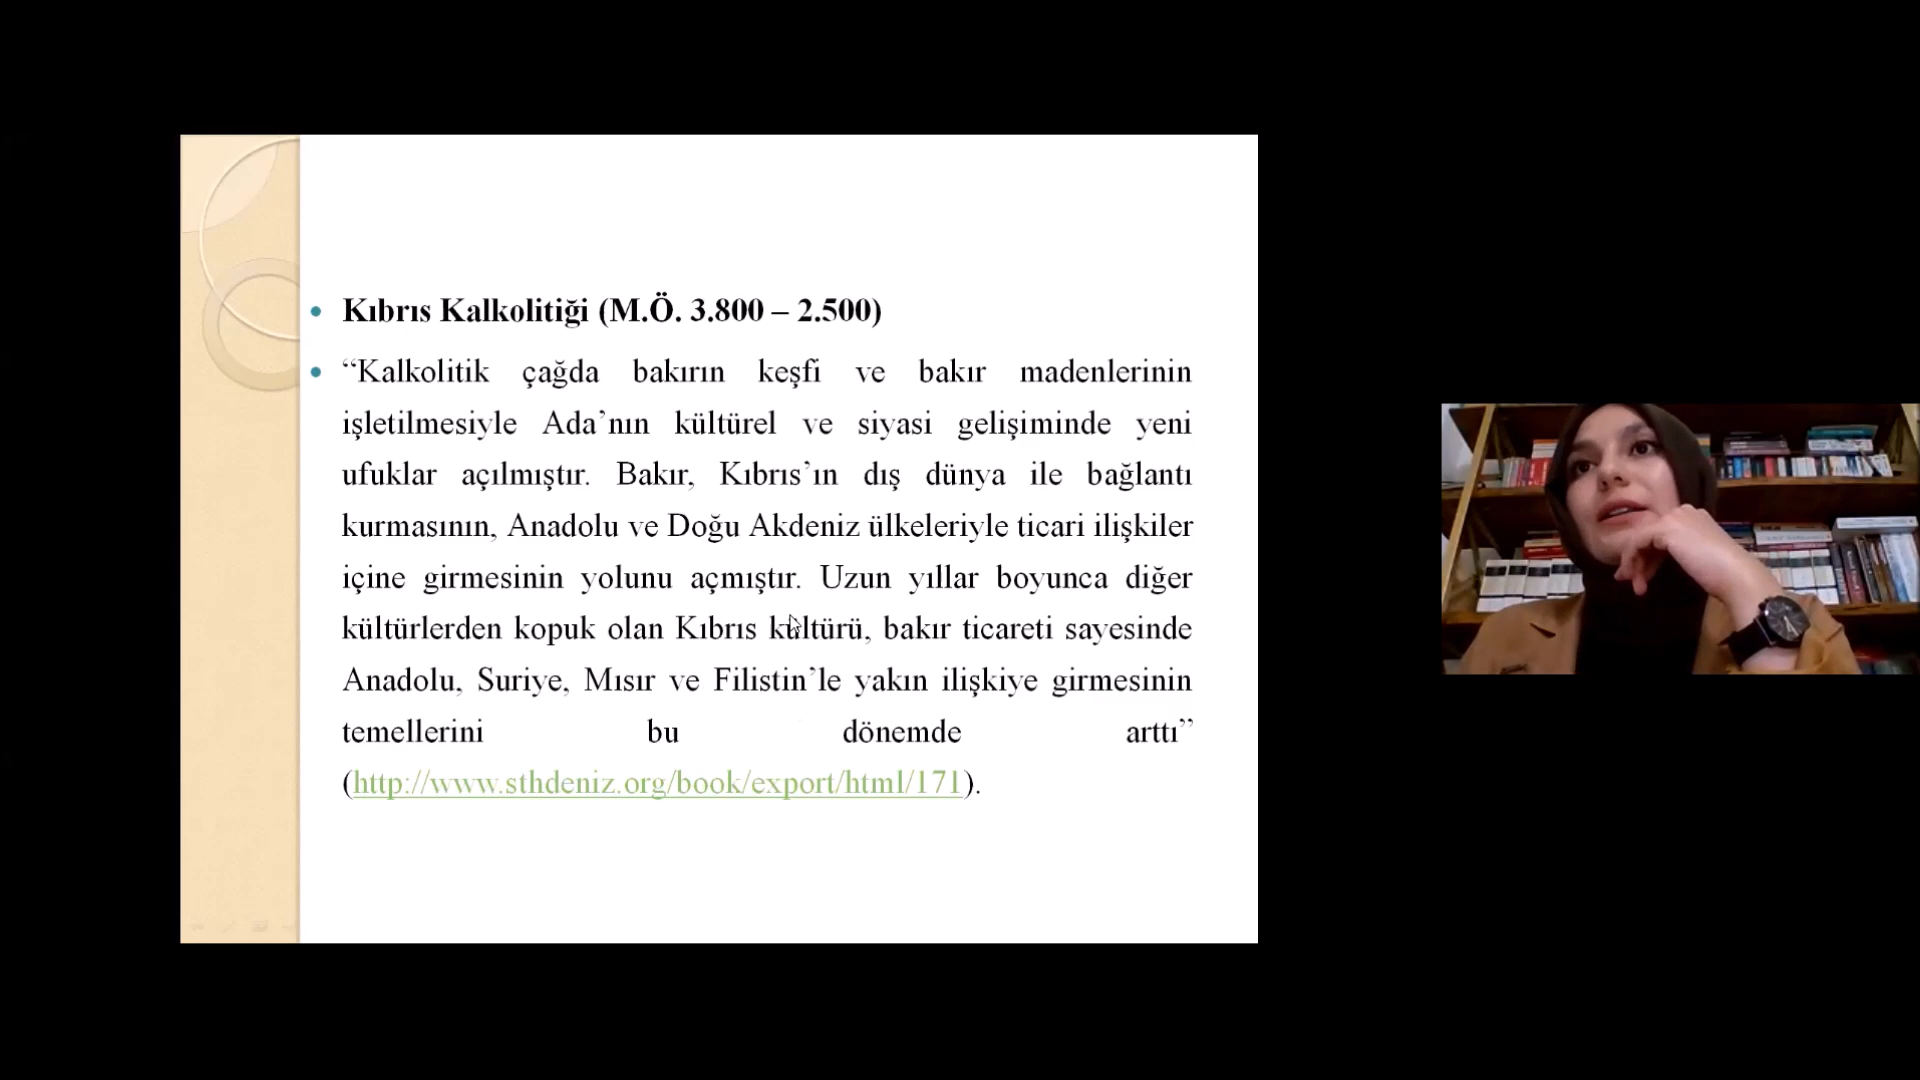 Kıbrıs Kalkolitiği (M.Ö. 3.800 – 2.500)
“Kalkolitik çağda bakırın keşfi ve bakır madenlerinin
işletilmesiyle Ada’nın kültürel ve siyasi gelişiminde yeni
ufuklar açılmıştır. Bakır, Kıbrıs’ın dış dünya ile bağlantı
kurmasının, Anadolu ve Doğu Akdeniz ülkeleriyle ticari ilişkiler
içine girmesinin yolunu açmıştır. Uzun yıllar boyunca diğer
kültürlerden kopuk olan Kıbrıs kültürü, bakır ticareti sayesinde
Anadolu, Suriye, Mısır ve Filistin’le yakın ilişkiye girmesinin
temellerini bu dönemde arttı”
(http://www.sthdeniz.org/book/export/html/171).